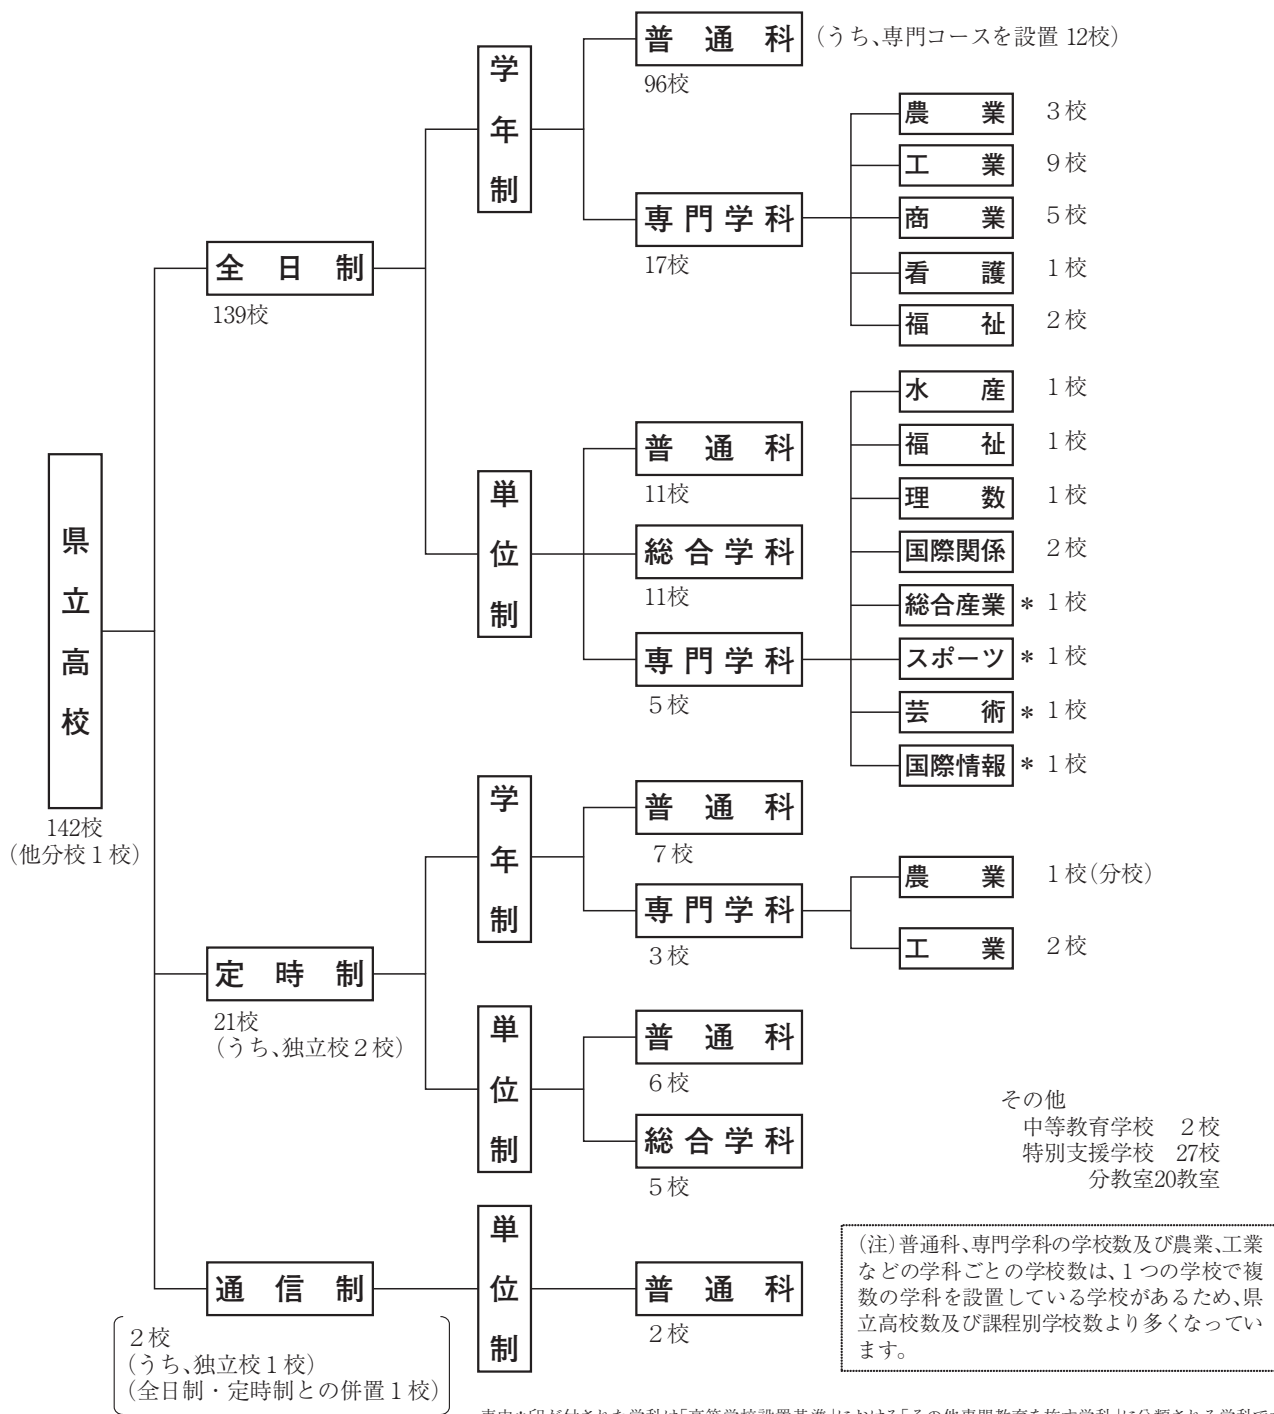 県立高校
142校
(他分校１校)
全日制
139校
学年制
普通科 (うち、専門コースを設置 12校)
96校
専門学科
17校
農業 ３校
工業 ９校
商業 ５校
看護 １校
福祉 ２校
単位制
普通科
11校
総合学科
11校
専門学科
５校
水産 １校
福祉 １校
理数 １校
国際関係 ２校
総合産業 * １校
スポーツ * １校
芸術 * １校
国際情報 * １校
定時制
21校
(うち、独立校２校)
学年制
普通科
７校
専門学科
３校
農業 １校(分校)
工業 ２校
単位制
普通科
６校
総合学科
５校
通信制
２校
(うち、独立校１校)
(全日制・定時制との併置１校)
単位制
普通科
２校
その他
中等教育学校 ２校
特別支援学校 27校
分教室20教室
(注)普通科、専門学科の学校数及び農業、工業
などの学科ごとの学校数は、１つの学校で複
数の学科を設置している学校があるため、県
立高校数及び課程別学校数より多くなってい
ます。